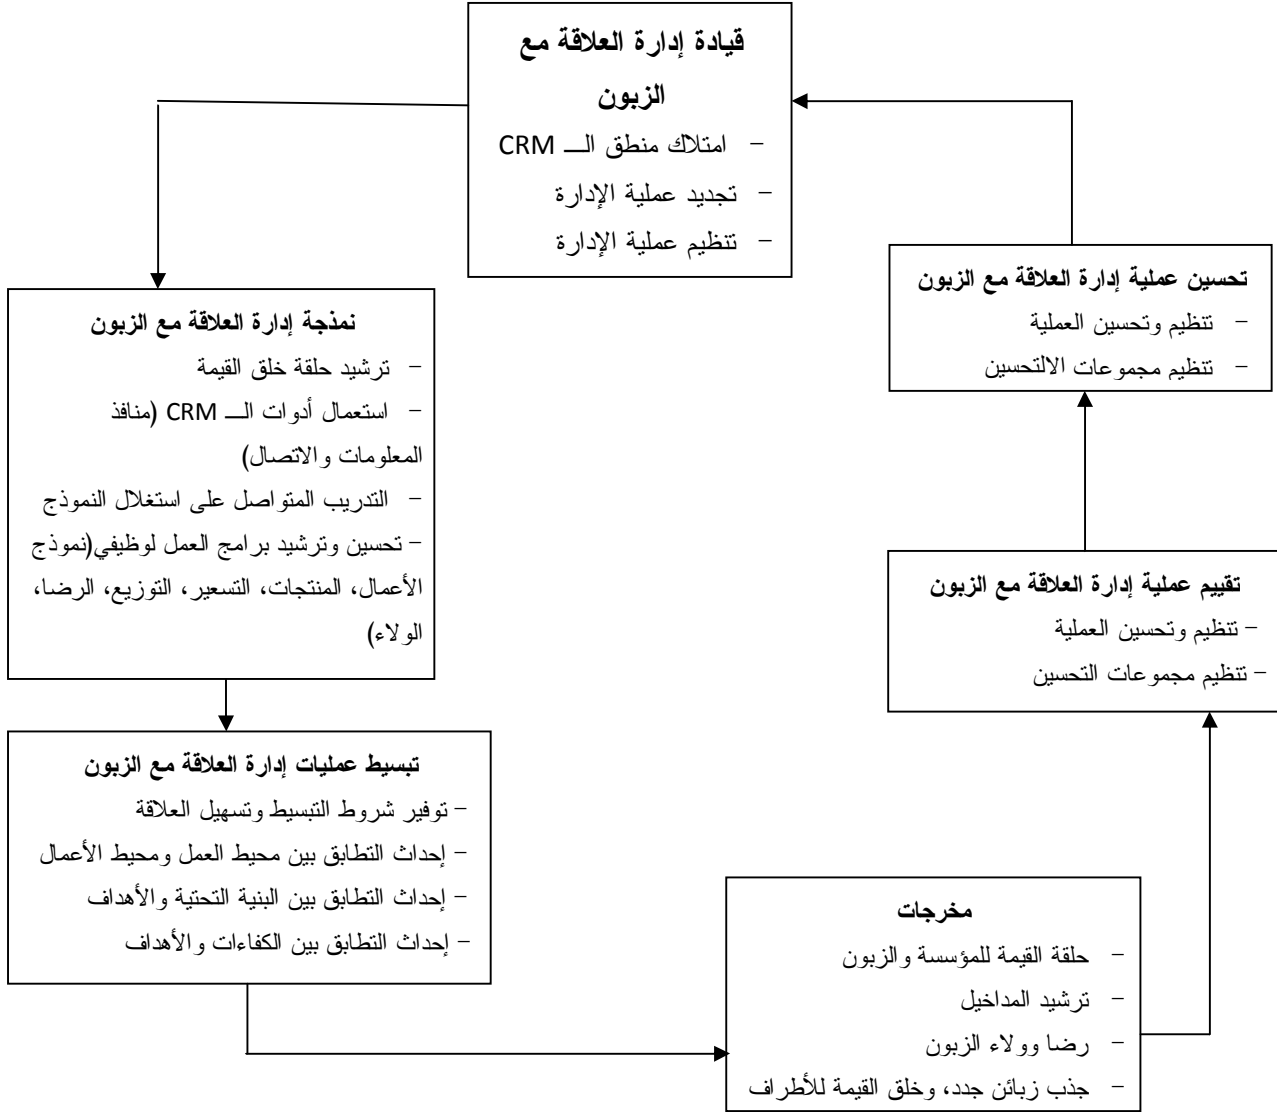 قيادة إدارة العلاقة مع
الزبون
- امتلاك منطق الـــ CRM
- تجديد عملية الإدارة
- تنظيم عملية الإدارة
نمذجة إدارة العلاقة مع الزبون
- ترشيد حلقة خلق القيمة
- استعمال أدوات الـــ CRM (منافذ
المعلومات والاتصال)
- التدريب المتواصل على استغلال النموذج
- تحسين وترشيد برامج العمل لوظيفي(نموذج
الأعمال، المنتجات، التسعير، التوزيع، الرضا،
الولاء)
تبسيط عمليات إدارة العلاقة مع الزبون
- توفير شروط التبسيط وتسهيل العلاقة
- إحداث التطابق بين محيط العمل ومحيط الأعمال
- إحداث التطابق بين البنية التحتية والأهداف
- إحداث التطابق بين الكفاءات والأهداف
مخرجات
- حلقة القيمة للمؤسسة والزبون
- ترشيد المداخيل
- رضا وولاء الزبون
- جذب زبائن جدد، وخلق القيمة للأطراف
تقييم عملية إدارة العلاقة مع الزبون
- تنظيم وتحسين العملية
- تنظيم مجموعات التحسين
تحسين عملية إدارة العلاقة مع الزبون
- تنظيم وتحسين العملية
- تنظيم مجموعات الالتحسين